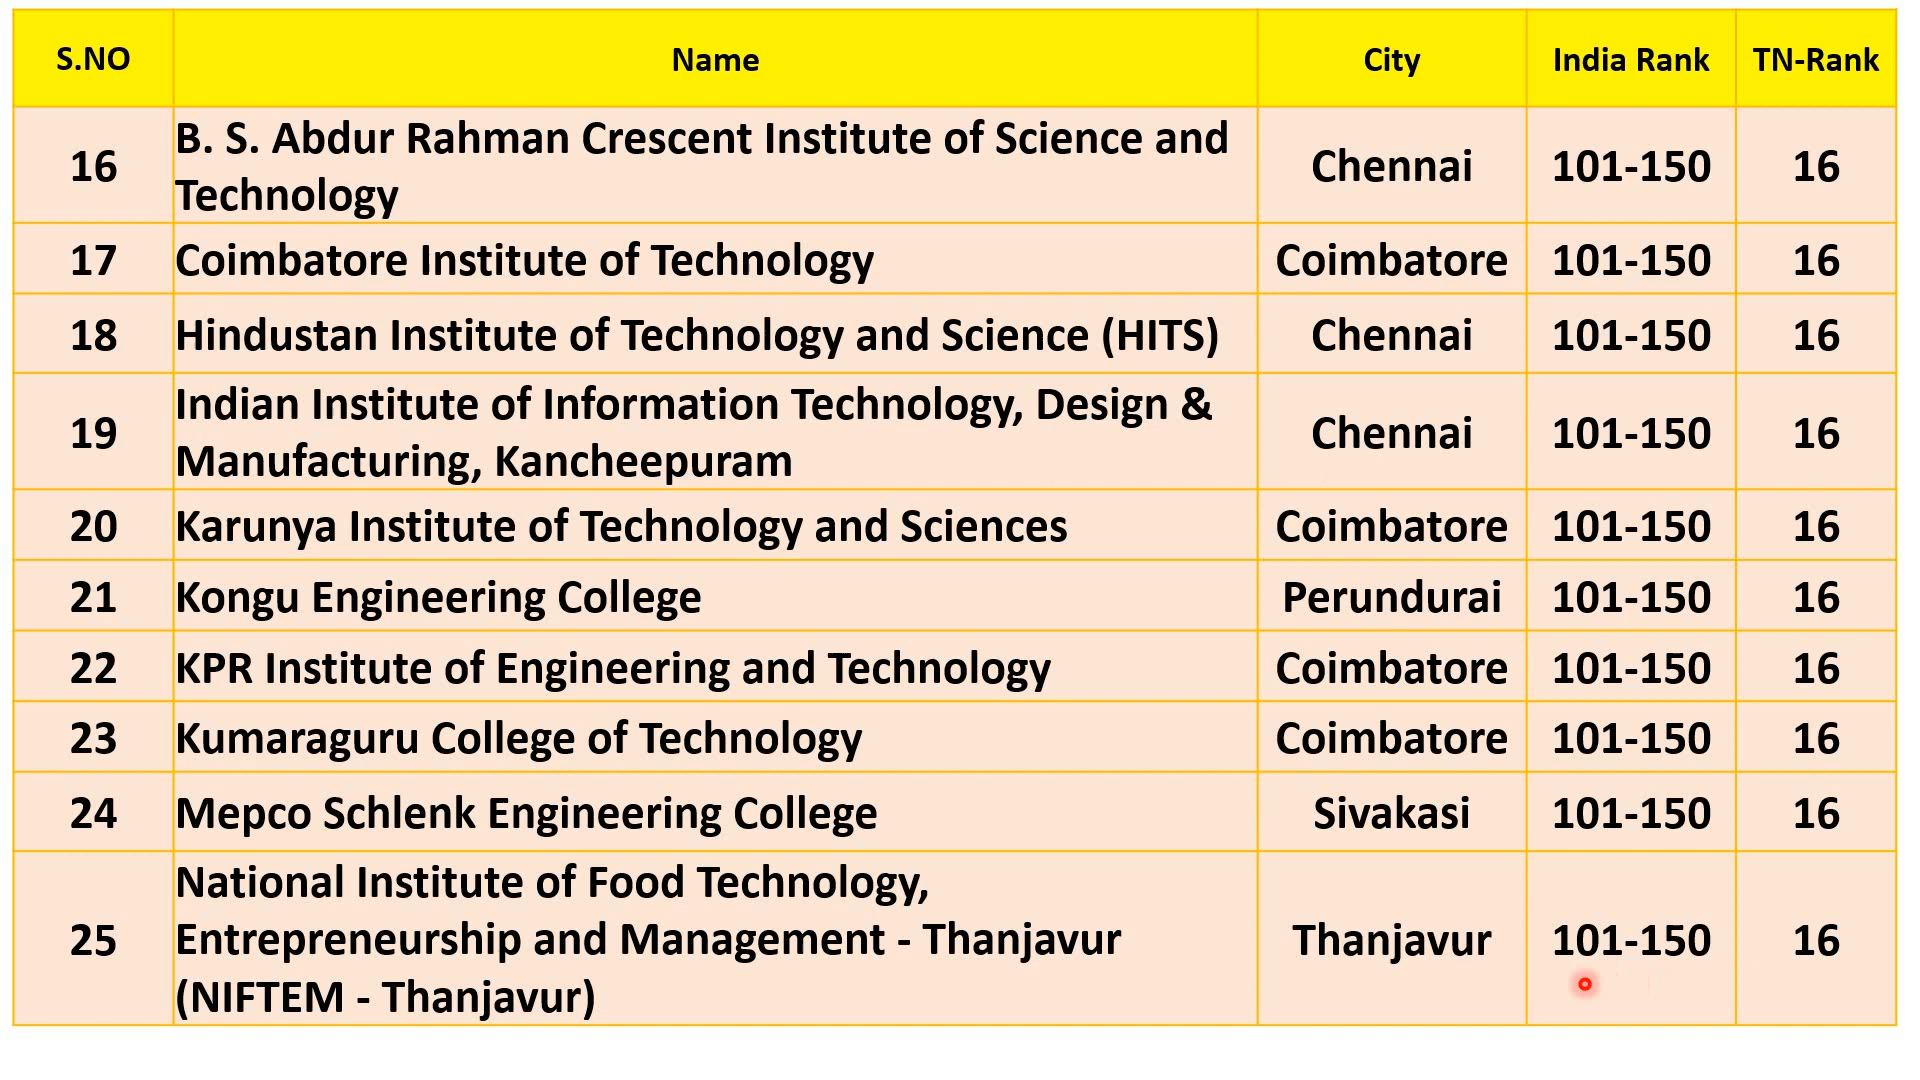 S.NO Name City India Rank TN-Rank
16 B. S. Abdur Rahman Crescent Institute of Science and
Technology Chennai 101-150 16
17 Coimbatore Institute of Technology Coimbatore 101-150 16
18 Hindustan Institute of Technology and Science (HITS) Chennai 101-150 16
19 Indian Institute of Information Technology, Design &
Manufacturing, Kancheepuram Chennai 101-150 16
20 Karunya Institute of Technology and Sciences Coimbatore 101-150 16
21 Kongu Engineering College Perundurai 101-150 16
22 KPR Institute of Engineering and Technology Coimbatore 101-150 16
23 Kumaraguru College of Technology Coimbatore 101-150 16
24 Mepco Schlenk Engineering College Sivakasi 101-150 16
25 National Institute of Food Technology,
Entrepreneurship and Management - Thanjavur
(NIFTEM - Thanjavur) Thanjavur 101-150 16